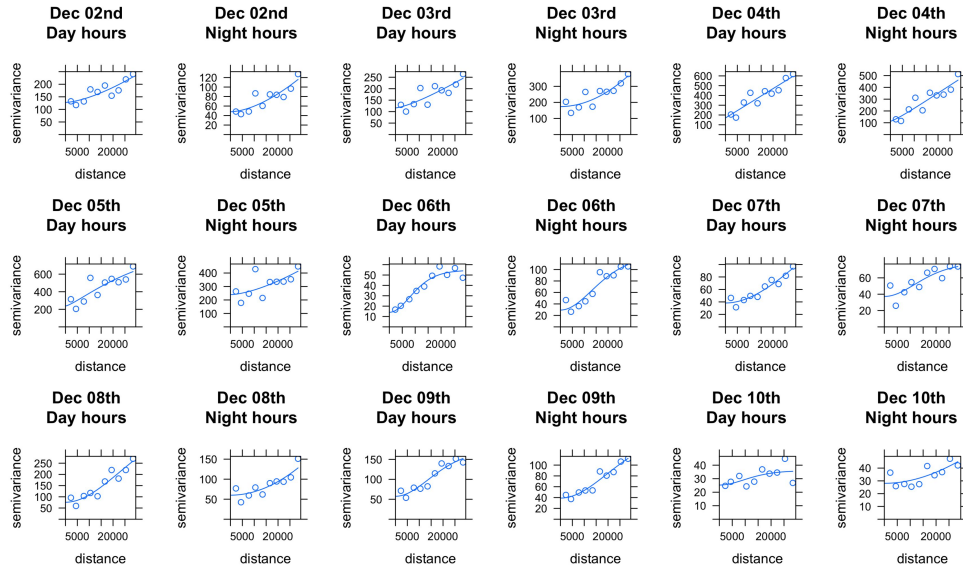 Dec 02nd Dec 02nd Dec 03rd Dec 03rd Dec 04th Dec 04th
Day hours Night hours Day hours Night hours Day hours Night hours
semivariance semivariance semivariance semivariance semivariance semivariance
200 120 250 300 600 500
150 100 200 200 500 400
100 80 150 100 400 300
50 60 100 300 200
40 50 200 100
20 100
5000 20000 5000 20000 5000 20000 5000 20000 5000 20000 5000 20000
distance distance distance distance distance distance
Dec 05th Dec 05th Dec 06th Dec 06th Dec 07th Dec 07th
Day hours Night hours Day hours Night hours Day hours Night hours
semivariance semivariance semivariance semivariance semivariance semivariance
600 400 50 100 80 60
400 300 40 80 60 40
200 200 30 60 40 20
100 20 40 20
10 20
5000 20000 5000 20000 5000 20000 5000 20000 5000 20000 5000 20000
distance distance distance distance distance distance
Dec 08th Dec 08th Dec 09th Dec 09th Dec 10th Dec 10th
Day hours Night hours Day hours Night hours Day hours Night hours
semivariance semivariance semivariance semivariance semivariance semivariance
250 150 150 100 40 40
200 100 100 80 30 30
150 50 50 60 20 20
100 40 10 10
50 20
5000 20000 5000 20000 5000 20000 5000 20000 5000 20000 5000 20000
distance distance distance distance distance distance